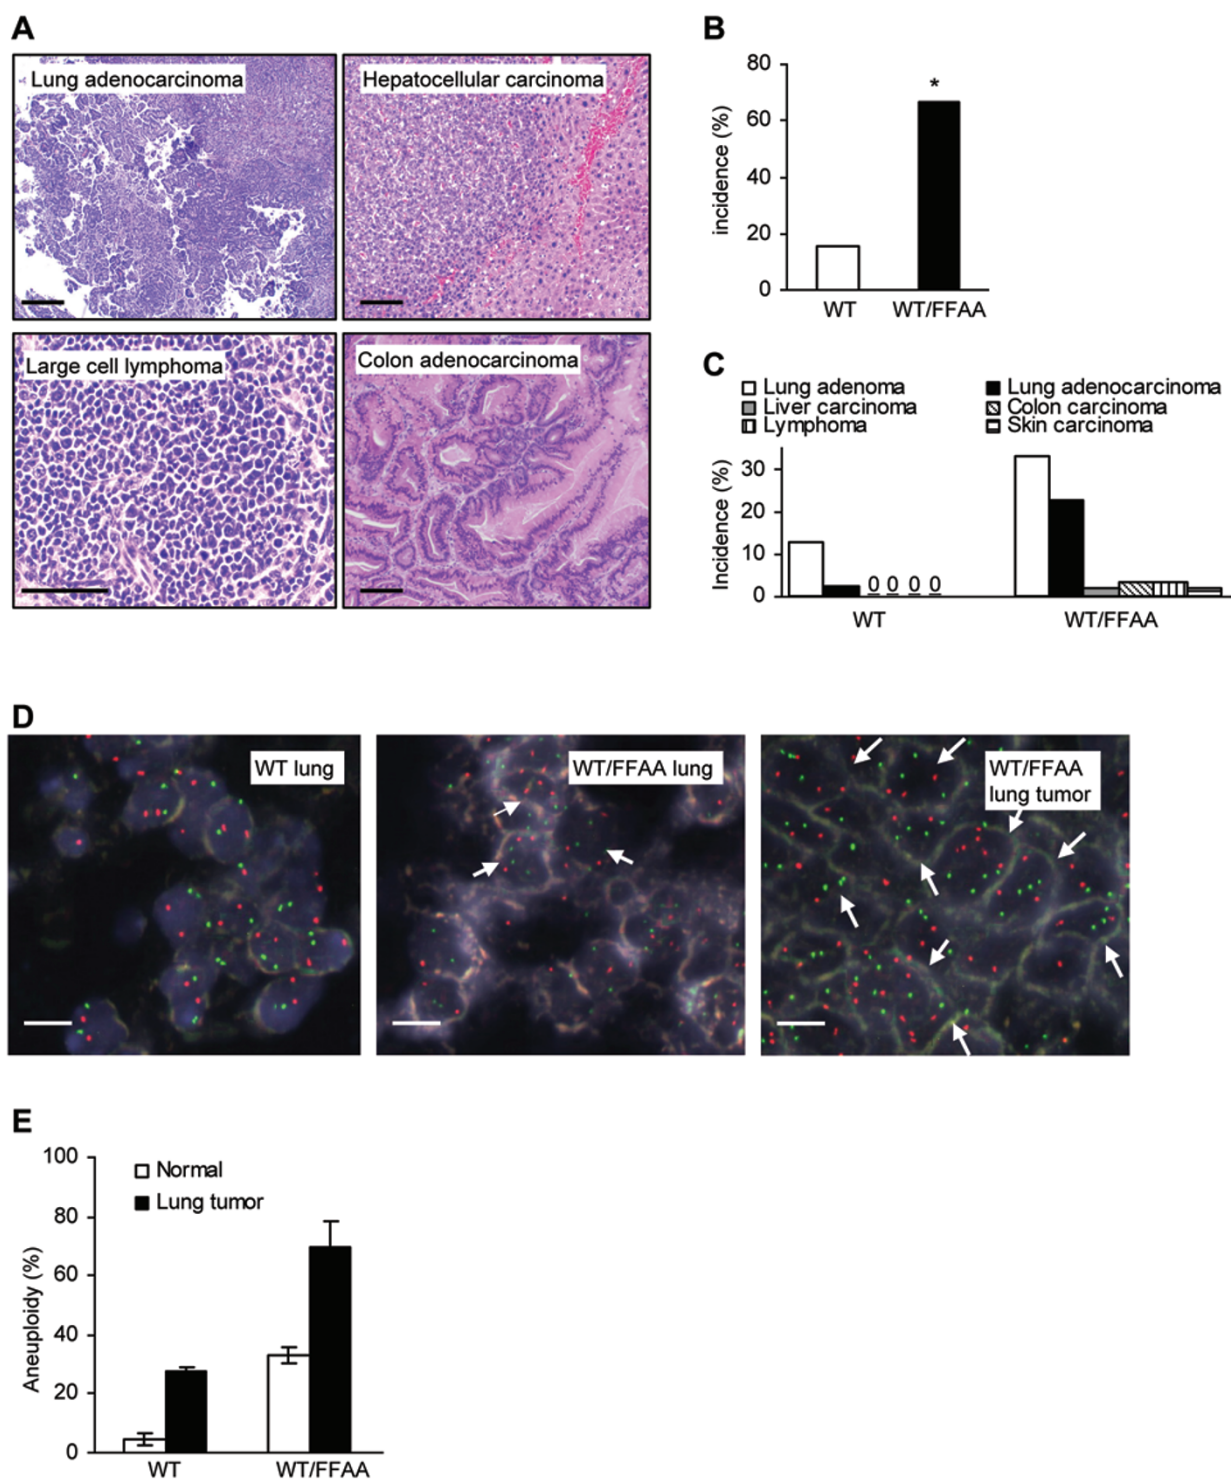 A
Lung adenocarcinoma
Hepatocellular carcinoma
Large cell lymphoma
Colon adenocarcinoma
B
incidence (%)
80
60
40
20
0
*
WT
WT/FFAA
C
Lung adenoma
Lung adenocarcinoma
Liver carcinoma
Colon carcinoma
Lymphoma
Skin carcinoma
Incidence (%)
30
20
10
0
0 0 0 0
WT
WT/FFAA
D
WT lung
WT/FFAA lung
WT/FFAA
lung tumor
E
Aneuploidy (%)
100
80
60
40
20
0
Normal
Lung tumor
WT
WT/FFAA